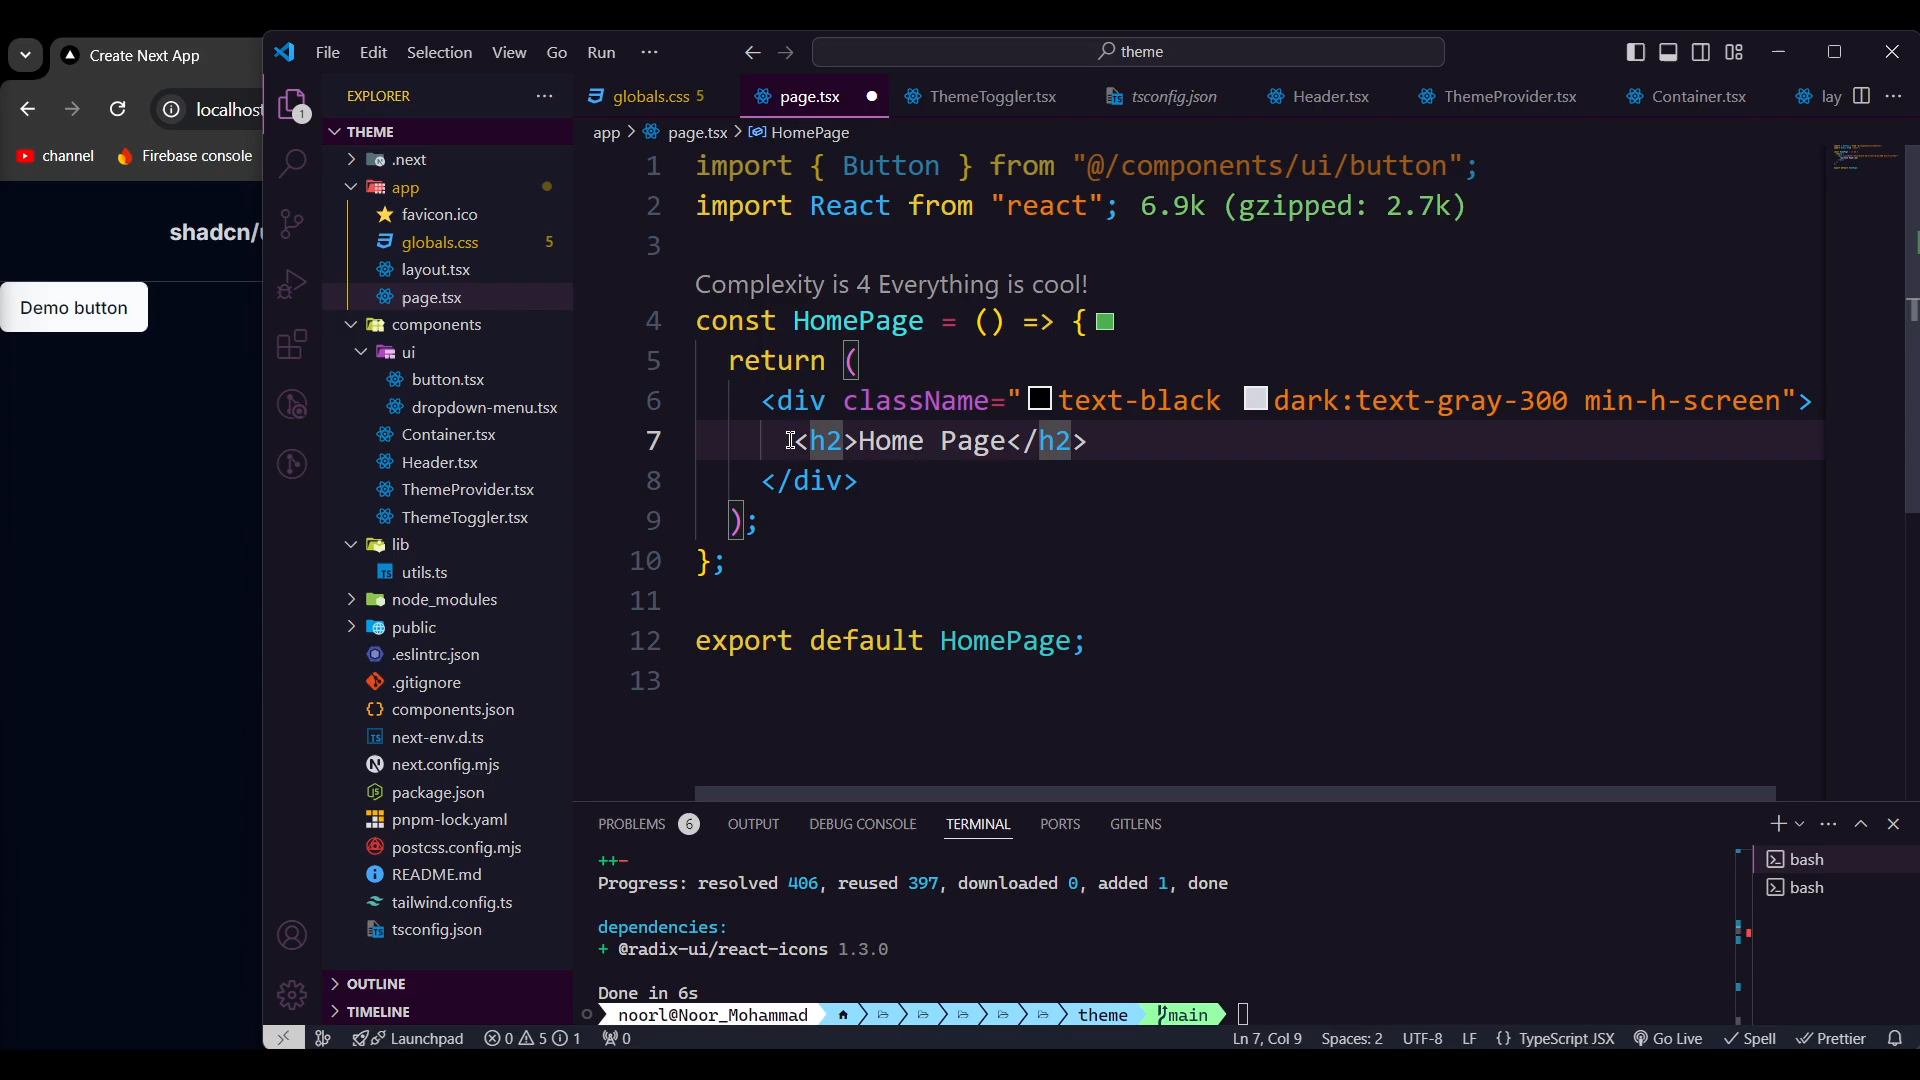 Create Next App
localhost
channel
Firebase console
shadcn/u
Demo button
File Edit Selection View Go Run ···
theme
EXPLORER
THEME
.next
app
favicon.ico
globals.css 5
layout.tsx
page.tsx
components
ui
button.tsx
dropdown-menu.tsx
Container.tsx
Header.tsx
ThemeProvider.tsx
ThemeToggler.tsx
lib
utils.ts
node_modules
public
.eslintrc.json
.gitignore
components.json
next-env.d.ts
next.config.mjs
package.json
pnpm-lock.yaml
postcss.config.mjs
README.md
tailwind.config.ts
tsconfig.json
OUTLINE
TIMELINE
globals.css 5 page.tsx ThemeToggler.tsx tsconfig.json Header.tsx ThemeProvider.tsx Container.tsx lay
app > page.tsx > HomePage
1 import { Button } from "@/components/ui/button";
2 import React from "react"; 6.9k (gzipped: 2.7k)
3
Complexity is 4 Everything is cool!
4 const HomePage = () => {
5 return (
6 <div className="text-black dark:text-gray-300 min-h-screen">
7 <h2>Home Page</h2>
8 </div>
9 );
10 };
11
12 export default HomePage;
13
PROBLEMS 6 OUTPUT DEBUG CONSOLE TERMINAL PORTS GITLENS
++-
Progress: resolved 406, reused 397, downloaded 0, added 1, done
dependencies:
+ @radix-ui/react-icons 1.3.0
Done in 6s
noorl@Noor_Mohammad theme main
bash
bash
Launchpad 0 5 1 0 Ln 7, Col 9 Spaces: 2 UTF-8 LF {} TypeScript JSX Go Live Spell Prettier